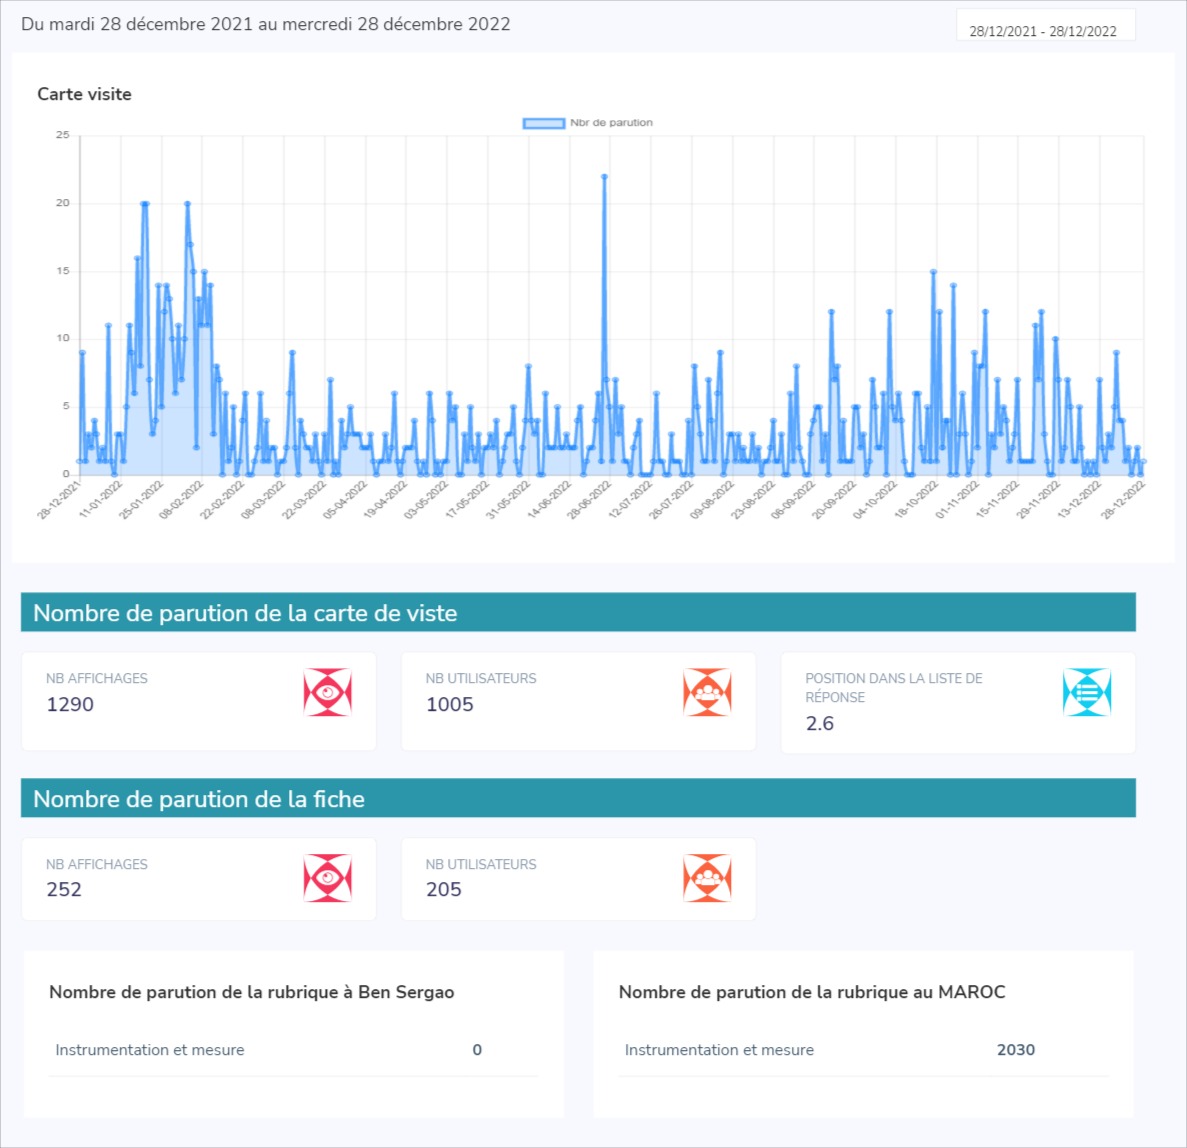 Du mardi 28 décembre 2021 au mercredi 28 décembre 2022
28/12/2021 - 28/12/2022
Carte visite
Nbr de parution
25
20
15
10
5
0
28-12-2021
11-01-2022
25-01-2022
08-02-2022
22-02-2022
08-03-2022
22-03-2022
05-04-2022
19-04-2022
03-05-2022
17-05-2022
31-05-2022
14-06-2022
28-06-2022
12-07-2022
26-07-2022
09-08-2022
23-08-2022
06-09-2022
20-09-2022
04-10-2022
18-10-2022
01-11-2022
15-11-2022
29-11-2022
13-12-2022
28-12-2022
Nombre de parution de la carte de viste
NB AFFICHAGES
1290
NB UTILISATEURS
1005
POSITION DANS LA LISTE DE
RÉPONSE
2.6
Nombre de parution de la fiche
NB AFFICHAGES
252
NB UTILISATEURS
205
Nombre de parution de la rubrique à Ben Sergao
Instrumentation et mesure 0
Nombre de parution de la rubrique au MAROC
Instrumentation et mesure 2030